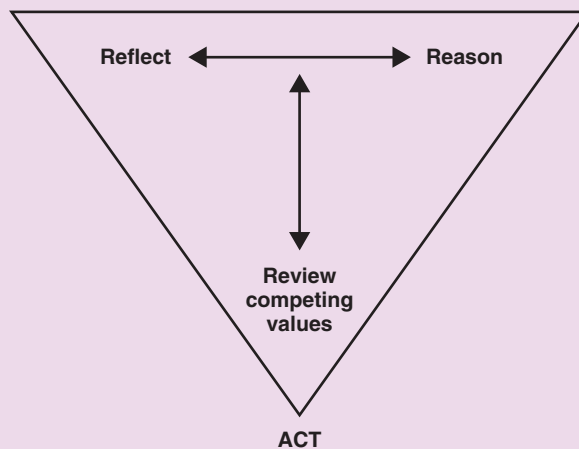 Reflect
Reason
Review
competing
values
ACT